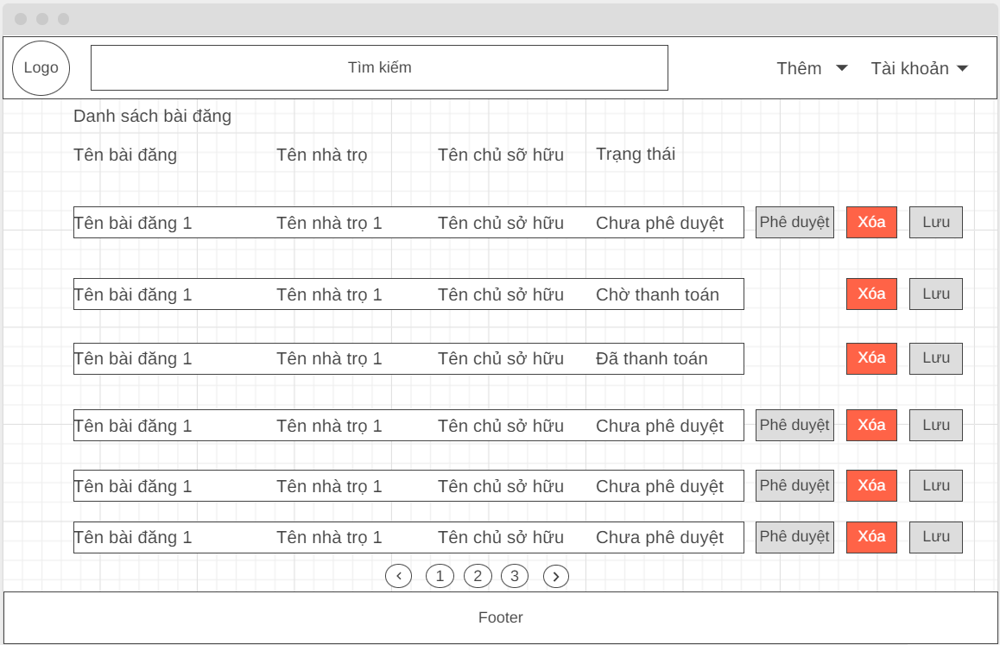 Logo Tìm kiếm Thêm Tài khoản
Danh sách bài đăng
Tên bài đăng Tên nhà trọ Tên chủ sỡ hữu Trạng thái
Tên bài đăng 1 Tên nhà trọ 1 Tên chủ sở hữu Chưa phê duyệt Phê duyệt Xóa Lưu
Tên bài đăng 1 Tên nhà trọ 1 Tên chủ sở hữu Chờ thanh toán Xóa Lưu
Tên bài đăng 1 Tên nhà trọ 1 Tên chủ sở hữu Đã thanh toán Xóa Lưu
Tên bài đăng 1 Tên nhà trọ 1 Tên chủ sở hữu Chưa phê duyệt Phê duyệt Xóa Lưu
Tên bài đăng 1 Tên nhà trọ 1 Tên chủ sở hữu Chưa phê duyệt Phê duyệt Xóa Lưu
Tên bài đăng 1 Tên nhà trọ 1 Tên chủ sở hữu Chưa phê duyệt Phê duyệt Xóa Lưu
1 2 3
Footer